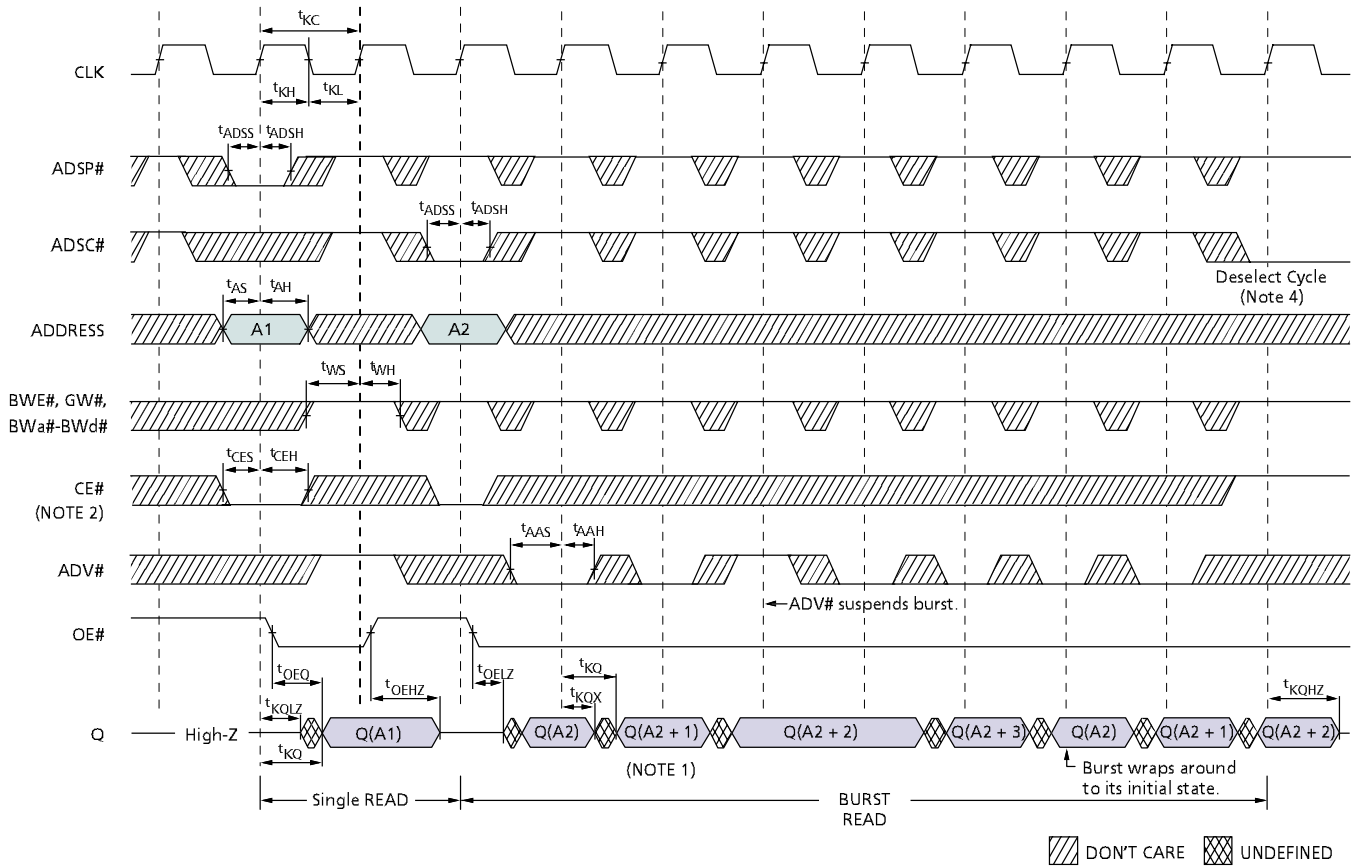 tKC
CLK
tKH
tKL
tADSS
tADSH
ADSP#
tADSS
tADSH
ADSC#
Deselect Cycle
(Note 4)
tAS
tAH
ADDRESS
A1
A2
tWS
tWH
BWE#, GW#,
BWa#-BWd#
tCES
tCEH
CE#
(NOTE 2)
tAAS
tAAH
ADV#
ADV# suspends burst.
OE#
tOEQ
tOEHZ
tOELZ
tKQ
tKQX
tKQHZ
tKQLZ
Q
High-Z
Q(A1)
Q(A2)
Q(A2 + 1)
Q(A2 + 2)
Q(A2 + 3)
Q(A2)
Q(A2 + 1)
Q(A2 + 2)
tKQ
(NOTE 1)
Burst wraps around
to its initial state.
Single READ
BURST
READ
DON'T CARE
UNDEFINED